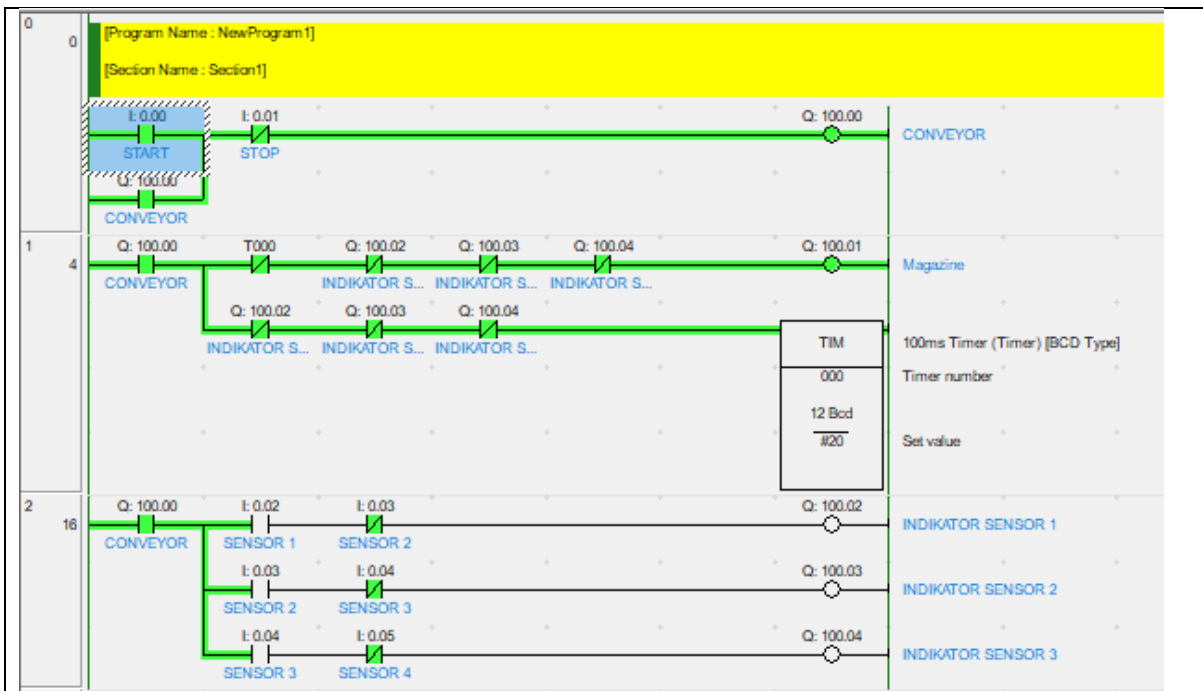 0
0
[Program Name : NewProgram1]
[Section Name : Section1]
I: 0.00
I: 0.01
Q: 100.00
START
STOP
CONVEYOR
Q: 100.00
CONVEYOR
1
4
Q: 100.00
T000
Q: 100.02
Q: 100.03
Q: 100.04
Q: 100.01
CONVEYOR
INDIKATOR S...
INDIKATOR S...
INDIKATOR S...
Magazine
Q: 100.02
Q: 100.03
Q: 100.04
INDIKATOR S...
INDIKATOR S...
INDIKATOR S...
TIM
100ms Timer (Timer) [BCD Type]
000
Timer number
12 Bcd
#20
Set value
2
16
Q: 100.00
I: 0.02
I: 0.03
Q: 100.02
CONVEYOR
SENSOR 1
SENSOR 2
INDIKATOR SENSOR 1
I: 0.03
I: 0.04
Q: 100.03
SENSOR 2
SENSOR 3
INDIKATOR SENSOR 2
I: 0.04
I: 0.05
Q: 100.04
SENSOR 3
SENSOR 4
INDIKATOR SENSOR 3